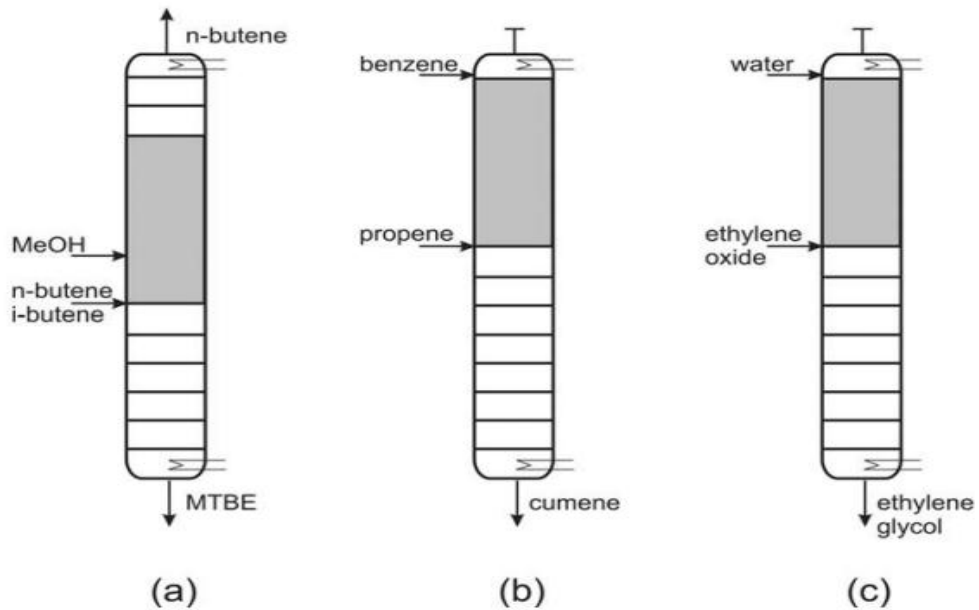 n-butene
MeOH
n-butene
i-butene
MTBE
(a)
benzene
propene
cumene
(b)
water
ethylene
oxide
ethylene
glycol
(c)